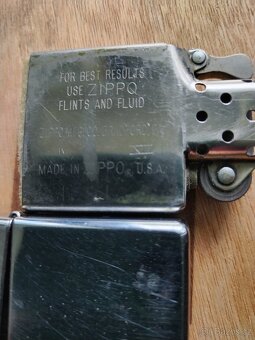 FOR BEST RESULTS
USE ZIPPO
FLINTS AND FLUID
MADE IN ZIPPO U.S.A.